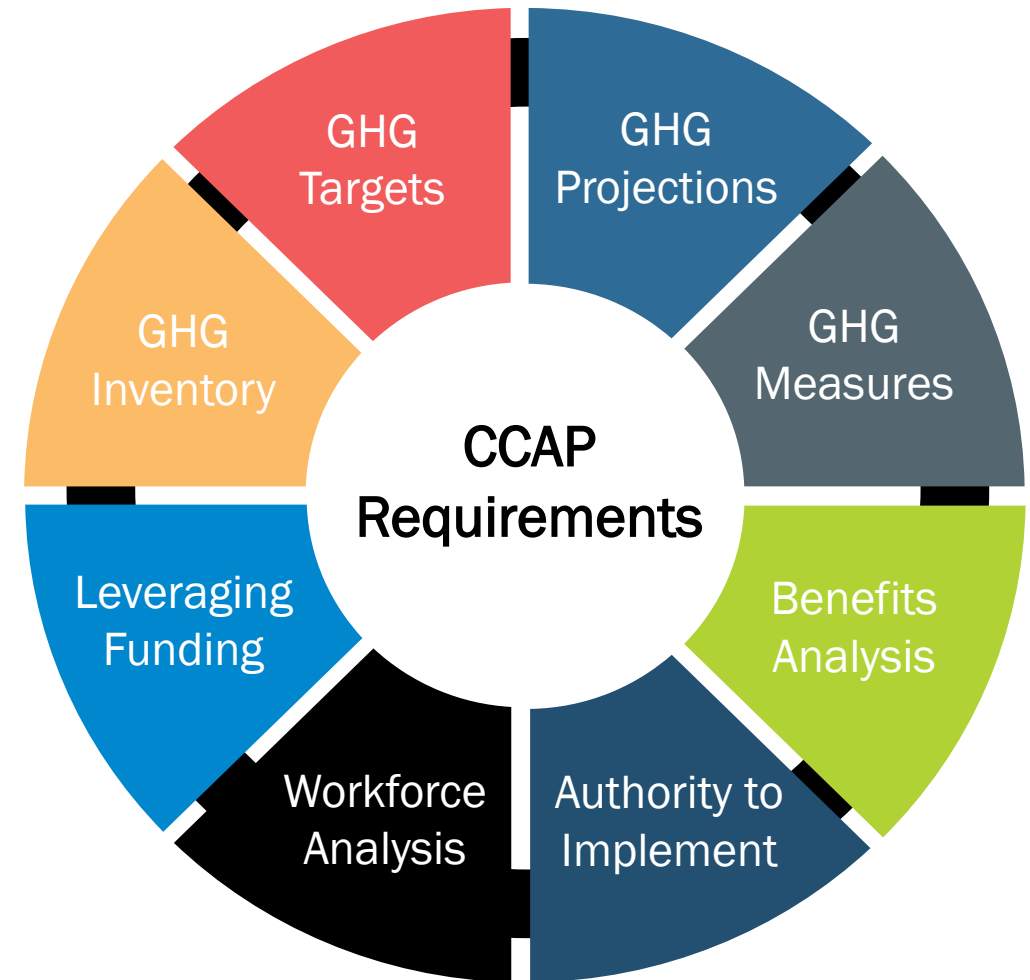 GHG
Targets
GHG
Projections
GHG
Measures
Benefits
Analysis
Authority to
Implement
Workforce
Analysis
Leveraging
Funding
GHG
Inventory
CCAP
Requirements